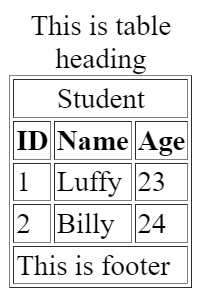 This is table
heading
Student
ID Name Age
1 Luffy 23
2 Billy 24
This is footer